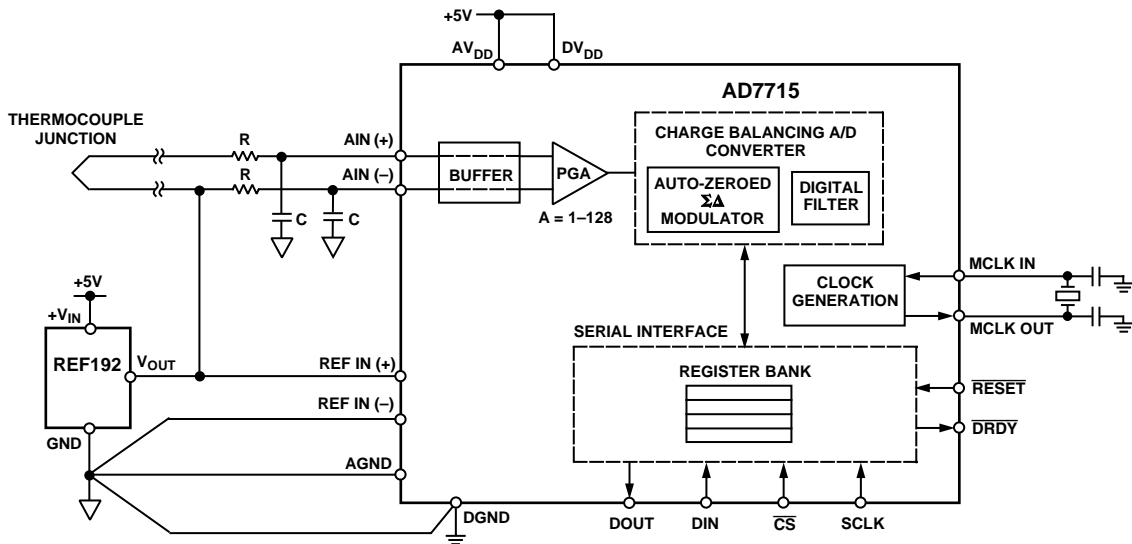 +5V
AVDD
DVDD
AD7715
THERMOCOUPLE
JUNCTION
R
AIN (+)
CHARGE BALANCING A/D
CONVERTER
R
AIN (–)
BUFFER
PGA
AUTO-ZEROED
ΣΔ
MODULATOR
DIGITAL
FILTER
C
C
A = 1–128
+5V
+VIN
REF192
VOUT
GND
MCLK IN
CLOCK
GENERATION
MCLK OUT
SERIAL INTERFACE
REGISTER BANK
REF IN (+)
RESET
REF IN (–)
DRDY
AGND
DGND
DOUT
DIN
CS
SCLK